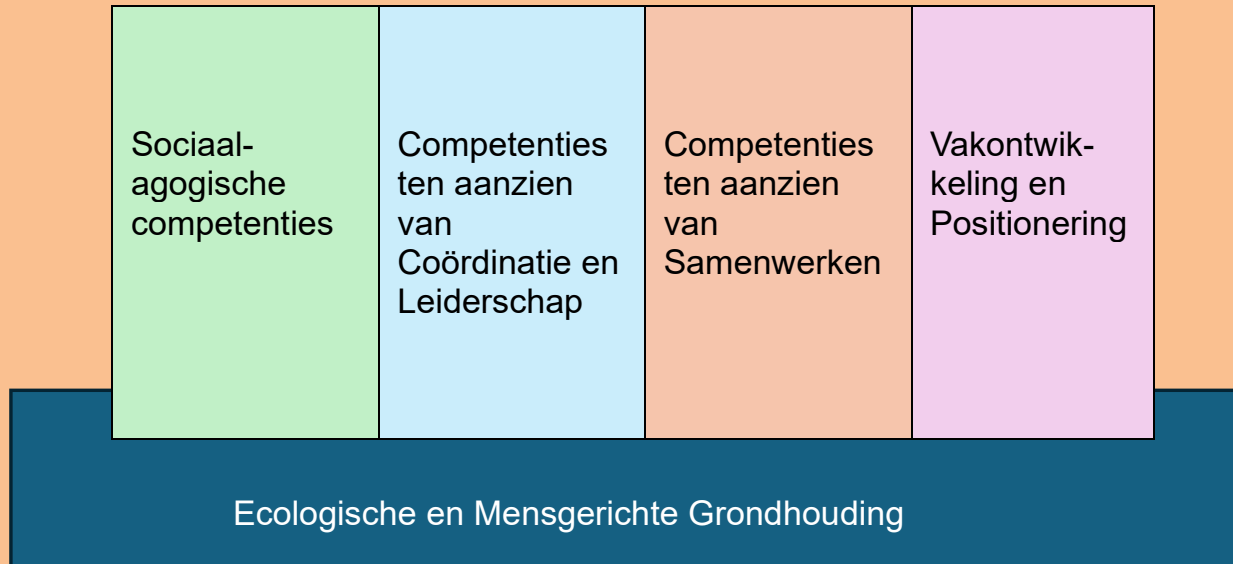 Sociaal-
agogische
competenties
Competenties
ten aanzien
van
Coördinatie en
Leiderschap
Competenties
ten aanzien
van
Samenwerken
Vakontwik-
keling en
Positionering
Ecologische en Mensgerichte Grondhouding